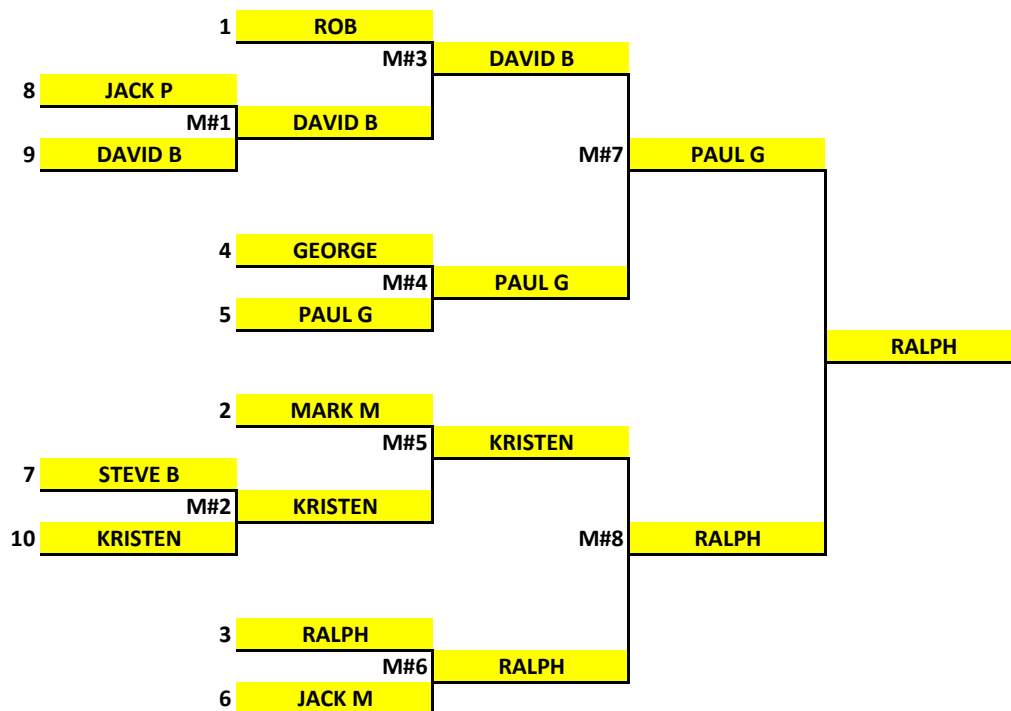 1 ROB
M#3 DAVID B
8 JACK P
M#1 DAVID B
9 DAVID B M#7 PAUL G
4 GEORGE
M#4 PAUL G
5 PAUL G
RALPH
2 MARK M
M#5 KRISTEN
7 STEVE B
M#2 KRISTEN
10 KRISTEN M#8 RALPH
3 RALPH
M#6 RALPH
6 JACK M